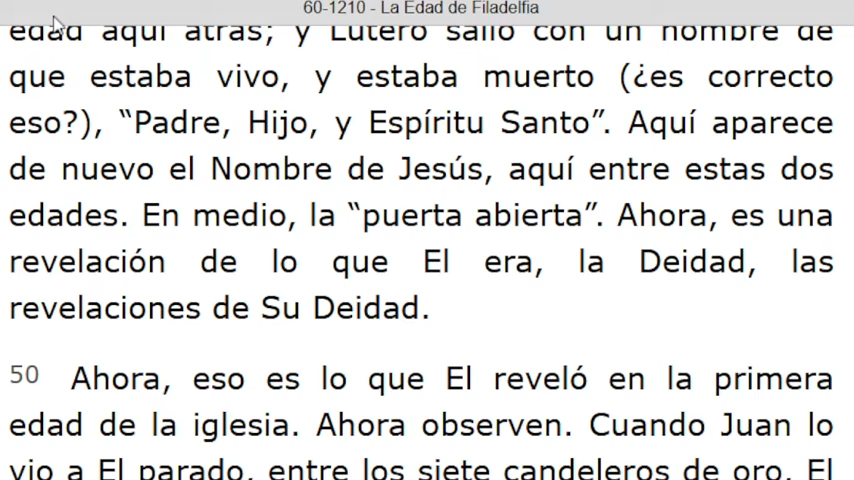 60-1210 - La Edad de Filadelfia
edad aquí atrás; y Lutero salió con un nombre de
que estaba vivo, y estaba muerto (¿es correcto
eso?), “Padre, Hijo, y Espíritu Santo”. Aquí aparece
de nuevo el Nombre de Jesús, aquí entre estas dos
edades. En medio, la “puerta abierta”. Ahora, es una
revelación de lo que El era, la Deidad, las
revelaciones de Su Deidad.
50 Ahora, eso es lo que El reveló en la primera
edad de la iglesia. Ahora observen. Cuando Juan lo
vio a El parado, entre los siete candeleros de oro, El